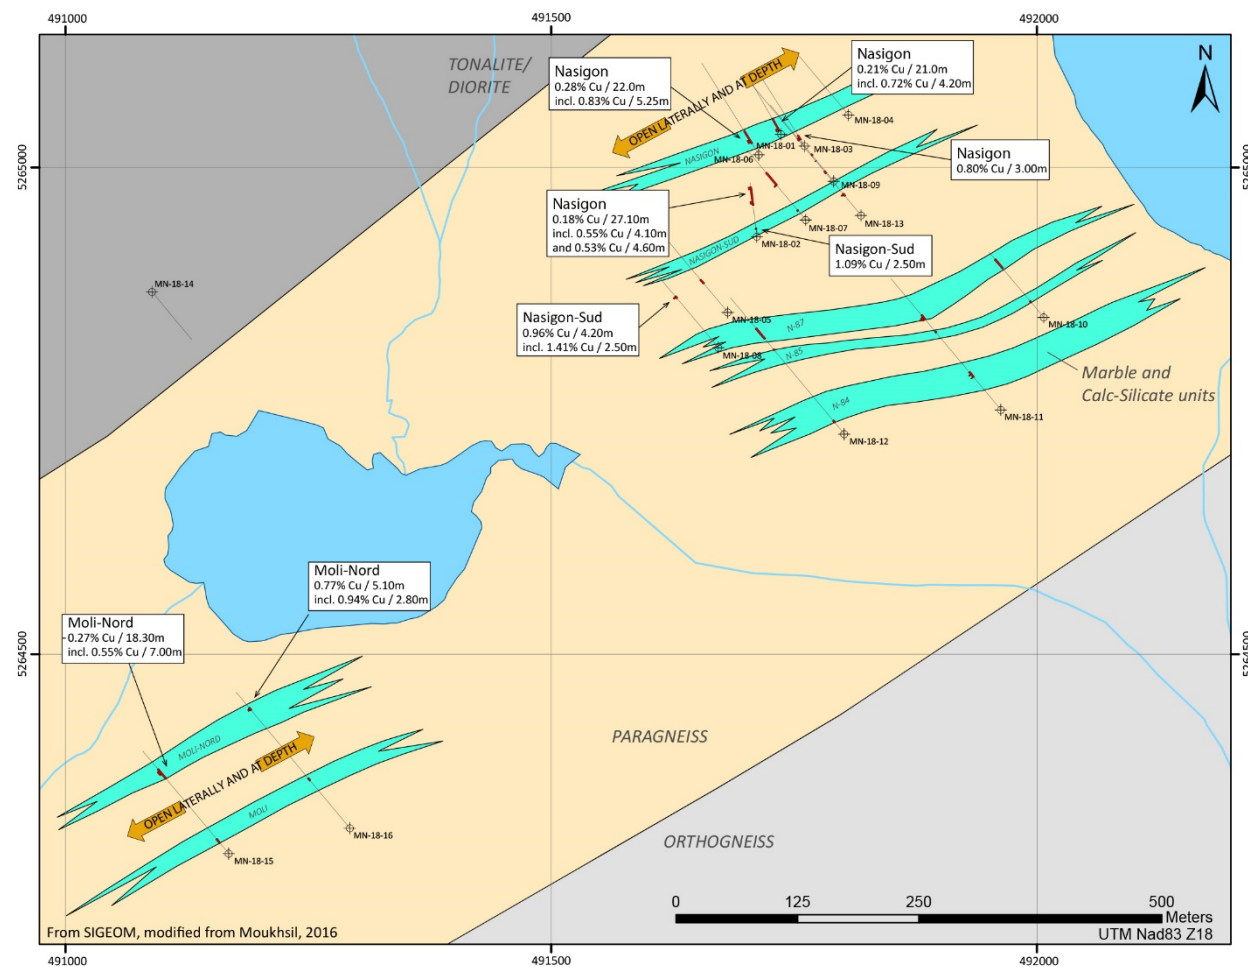 491000
491500
492000
N
TONALITE/
DIORITE
Nasigon
0.28% Cu / 22.0m
incl. 0.83% Cu / 5.25m
OPEN LATERALLY AND AT DEPTH
Nasigon
0.21% Cu / 21.0m
incl. 0.72% Cu / 4.20m
MN-18-04
MN-18-01
MN-18-03
MN-18-06
NASIGON
Nasigon
0.80% Cu / 3.00m
5265000
5265000
MN-18-09
MN-18-13
MN-18-07
MN-18-02
Nasigon
0.18% Cu / 27.10m
incl. 0.55% Cu / 4.10m
and 0.53% Cu / 4.60m
NASIGON-SUD
Nasigon-Sud
1.09% Cu / 2.50m
MN-18-14
Nasigon-Sud
0.96% Cu / 4.20m
incl. 1.41% Cu / 2.50m
MN-18-05
MN-18-10
N-87
MN-18-08
N-85
N-84
Marble and
Calc-Silicate units
MN-18-11
MN-18-12
Moli-Nord
0.77% Cu / 5.10m
incl. 0.94% Cu / 2.80m
Moli-Nord
0.27% Cu / 18.30m
incl. 0.55% Cu / 7.00m
5264500
5264500
MOLI-NORD
OPEN LATERALLY AND AT DEPTH
MOLI
MN-18-16
MN-18-15
PARAGNEISS
ORTHOGNEISS
0 125 250 500
Meters
UTM Nad83 Z18
From SIGEOM, modified from Moukhsil, 2016
491000
491500
492000